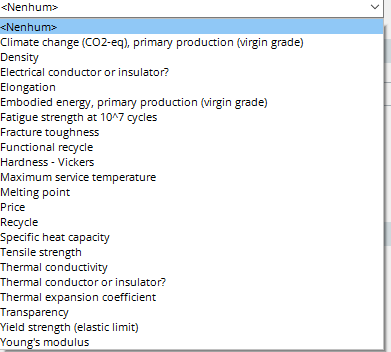 <Nenhum>
<Nenhum>
Climate change (CO2-eq), primary production (virgin grade)
Density
Electrical conductor or insulator?
Elongation
Embodied energy, primary production (virgin grade)
Fatigue strength at 10^7 cycles
Fracture toughness
Functional recycle
Hardness - Vickers
Maximum service temperature
Melting point
Price
Recycle
Specific heat capacity
Tensile strength
Thermal conductivity
Thermal conductor or insulator?
Thermal expansion coefficient
Transparency
Yield strength (elastic limit)
Young's modulus